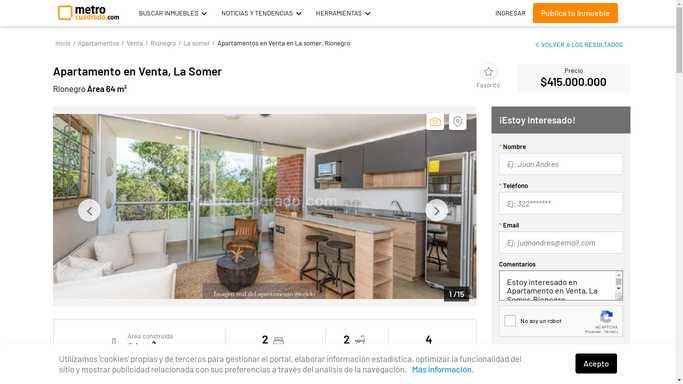 metro
cuadrado.com
BUSCAR INMUEBLES
NOTICIAS Y TENDENCIAS
HERRAMIENTAS
INGRESAR
Publica tu Inmueble
Inicio / Apartamentos / Venta / Rionegro / La somer / Apartamentos en Venta en La somer, Rionegro
VOLVER A LOS RESULTADOS
Apartamento en Venta, La Somer
Rionegro Área 64 m²
Favorito
Precio
$415.000.000
metrocuadrado.com
Imagen real del apartamento modelo
1 /15
¡Estoy Interesado!
* Nombre
Ej: Juan Andres
* Teléfono
Ej: 322*******
* Email
Ej: juanandres@email.com
Comentarios
Estoy interesado en
Apartamento en Venta, La
Somer, Rionegro
No soy un robot
reCAPTCHA
Privacidad - Términos
Área construida
2
2
4
Utilizamos 'cookies' propias y de terceros para gestionar el portal, elaborar información estadística, optimizar la funcionalidad del
sitio y mostrar publicidad relacionada con sus preferencias a través del análisis de la navegación. Más información.
Acepto